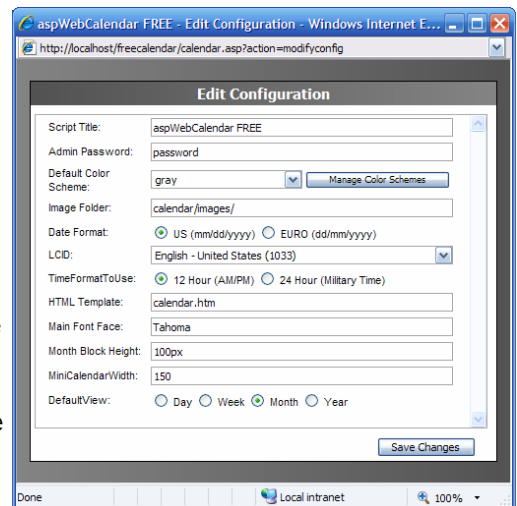 aspWebCalendar FREE - Edit Configuration - Windows Internet E...
http://localhost/freecalendar/calendar.asp?action=modifyconfig
Edit Configuration
Script Title: aspWebCalendar FREE
Admin Password: password
Default Color Scheme: gray Manage Color Schemes
Image Folder: calendar/images/
Date Format: US (mm/dd/yyyy) EURO (dd/mm/yyyy)
LCID: English - United States (1033)
TimeFormatToUse: 12 Hour (AM/PM) 24 Hour (Military Time)
HTML Template: calendar.htm
Main Font Face: Tahoma
Month Block Height: 100px
MiniCalendarWidth: 150
DefaultView: Day Week Month Year
e
Save Changes
Done Local intranet 100%